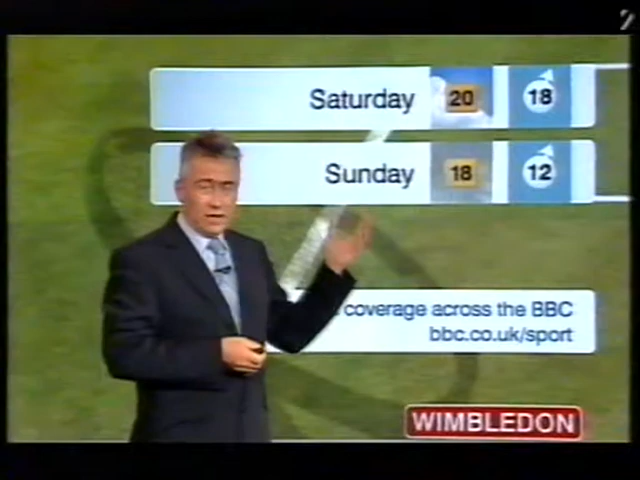 Saturday 20 18
Sunday 18 12
coverage across the BBC
bbc.co.uk/sport
WIMBLEDON